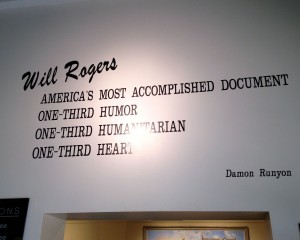 Will Rogers
AMERICA'S MOST ACCOMPLISHED DOCUMENT
ONE-THIRD HUMOR
ONE-THIRD HUMANITARIAN
ONE-THIRD HEART
Damon Runyon